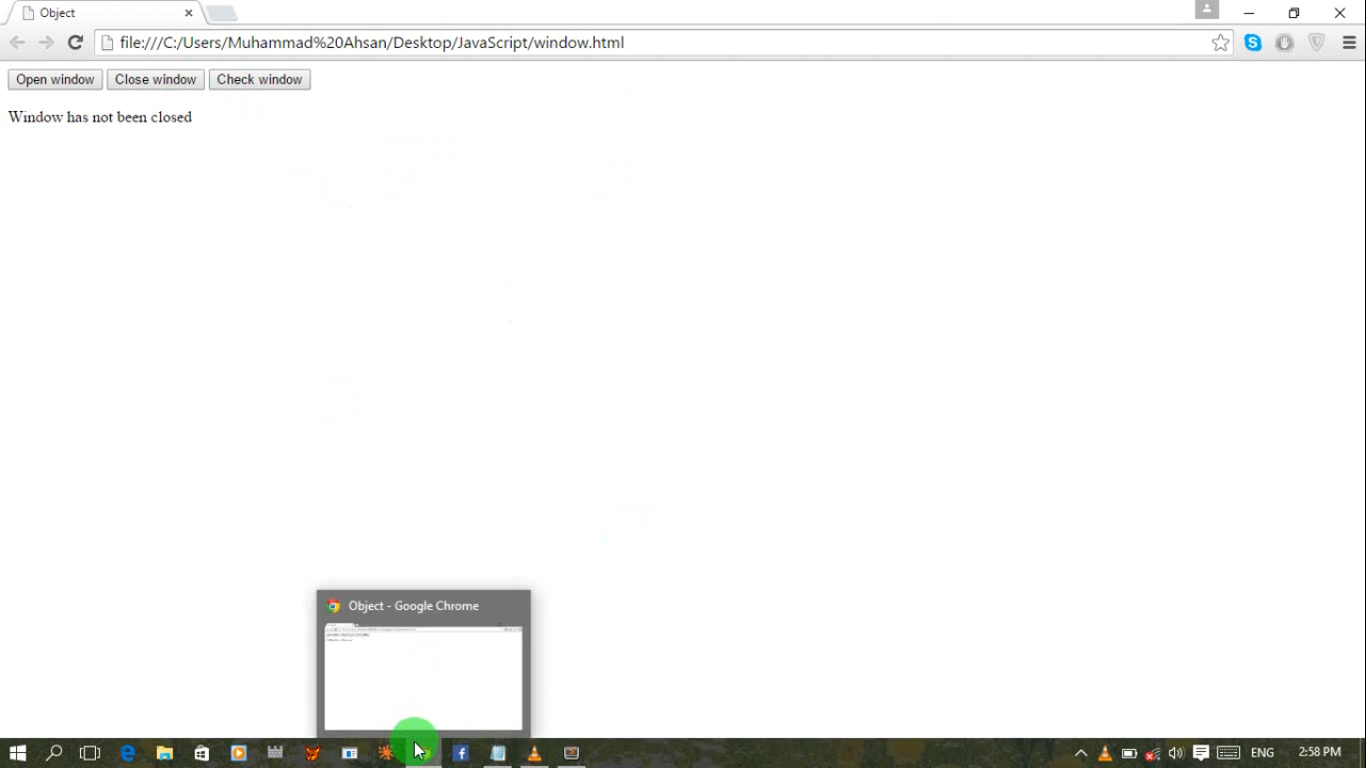 Object
file:///C:/Users/Muhammad%20Ahsan/Desktop/JavaScript/window.html
Open window Close window Check window
Window has not been closed
Object - Google Chrome
ENG 2:58 PM